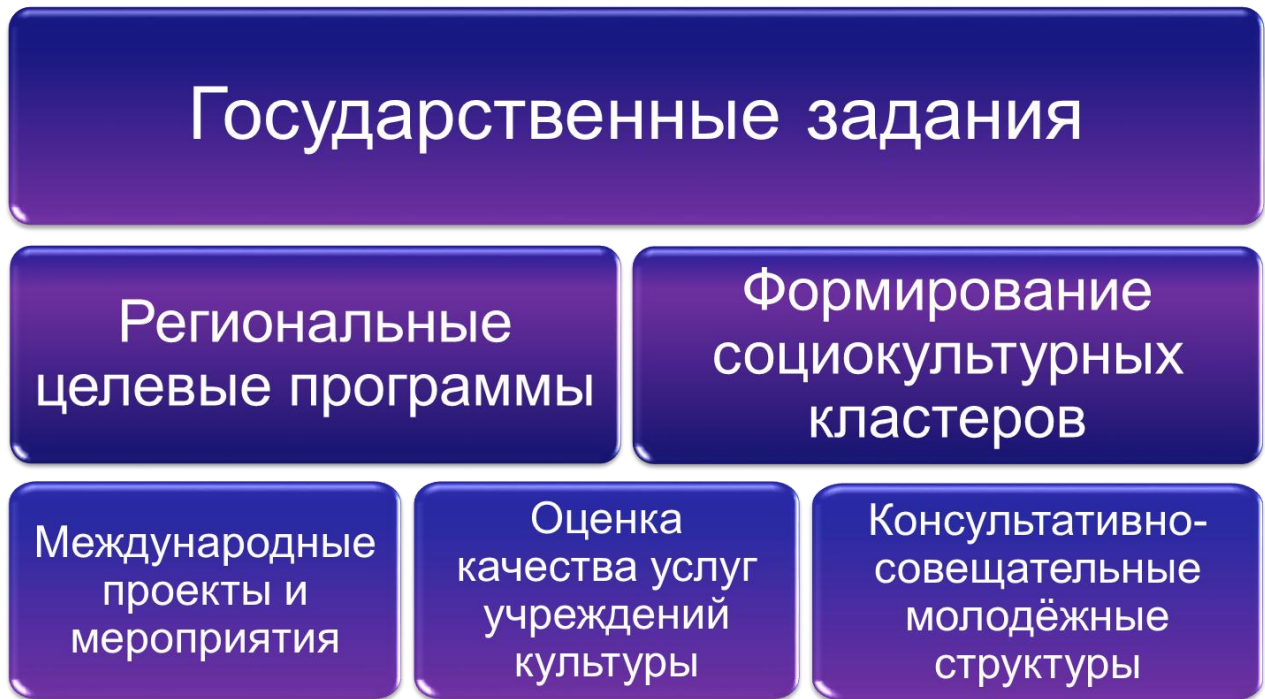 Государственные задания
Региональные
целевые программы
Формирование
социокультурных
кластеров
Международные
проекты и
мероприятия
Оценка
качества услуг
учреждений
культуры
Консультативно-
совещательные
молодёжные
структуры